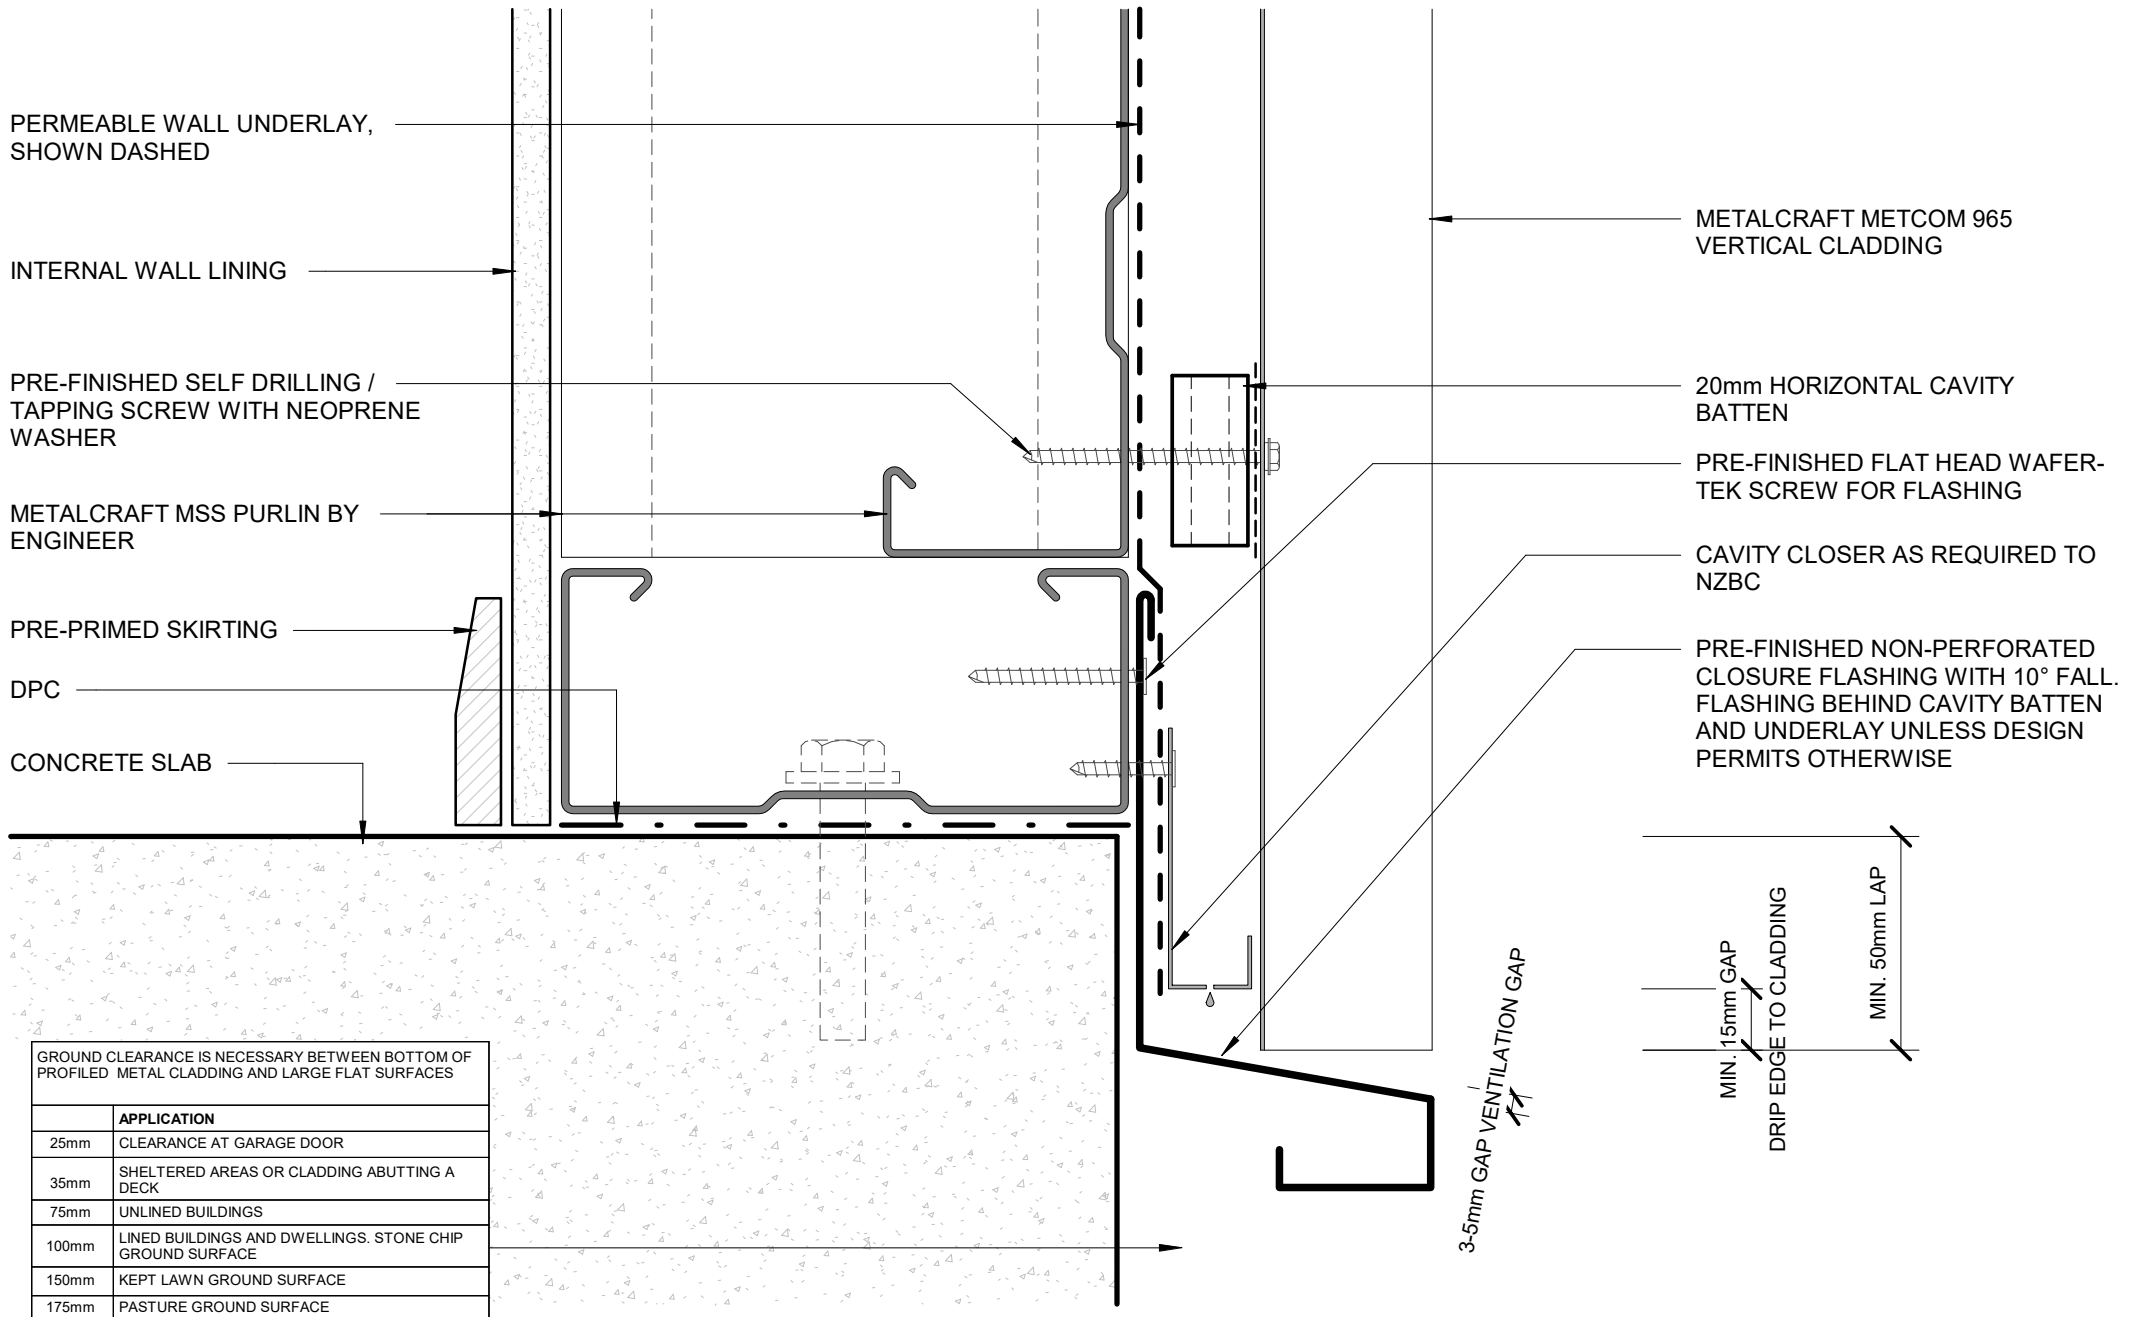 PERMEABLE WALL UNDERLAY,
SHOWN DASHED
INTERNAL WALL LINING
PRE-FINISHED SELF DRILLING /
TAPPING SCREW WITH NEOPRENE
WASHER
METALCRAFT MSS PURLIN BY
ENGINEER
PRE-PRIMED SKIRTING
DPC
CONCRETE SLAB
METALCRAFT METCOM 965
VERTICAL CLADDING
20mm HORIZONTAL CAVITY
BATTEN
PRE-FINISHED FLAT HEAD WAFER-
TEK SCREW FOR FLASHING
CAVITY CLOSER AS REQUIRED TO
NZBC
PRE-FINISHED NON-PERFORATED
CLOSURE FLASHING WITH 10° FALL.
FLASHING BEHIND CAVITY BATTEN
AND UNDERLAY UNLESS DESIGN
PERMITS OTHERWISE
3-5mm GAP VENTILATION GAP
MIN. 15mm GAP
DRIP EDGE TO CLADDING
MIN. 50mm LAP
GROUND CLEARANCE IS NECESSARY BETWEEN BOTTOM OF
PROFILED METAL CLADDING AND LARGE FLAT SURFACES
APPLICATION
25mm CLEARANCE AT GARAGE DOOR
35mm SHELTERED AREAS OR CLADDING ABUTTING A
DECK
75mm UNLINED BUILDINGS
100mm LINED BUILDINGS AND DWELLINGS. STONE CHIP
GROUND SURFACE
150mm KEPT LAWN GROUND SURFACE
175mm PASTURE GROUND SURFACE